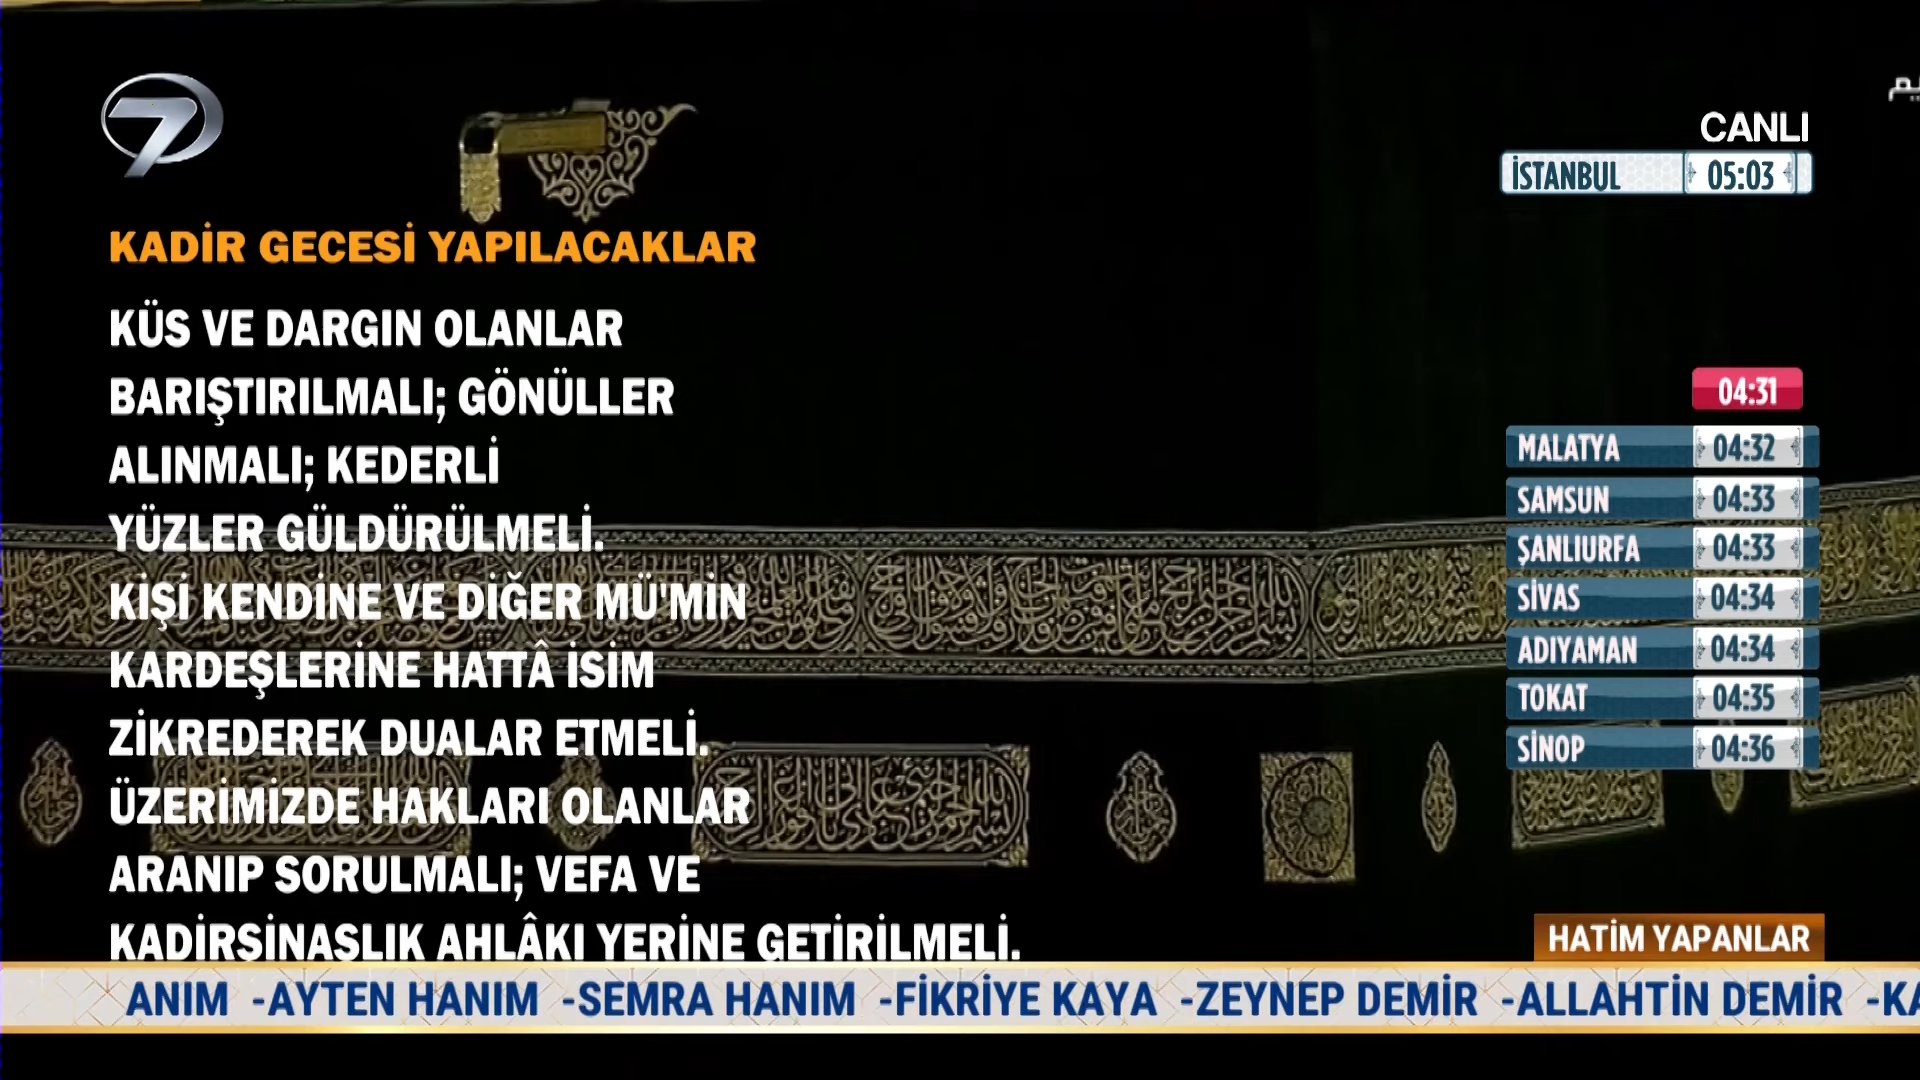 7
CANLI
İSTANBUL 05:03
KADİR GECESİ YAPILACAKLAR
KÜS VE DARGIN OLANLAR
BARIŞTIRILMALI; GÖNÜLLER
ALINMALI; KEDERLİ
YÜZLER GÜLDÜRÜLMELİ.
KİŞİ KENDİNE VE DİĞER MÜ'MİN
KARDEŞLERİNE HATTÂ İSİM
ZİKREDEREK DUALAR ETMELİ.
ÜZERİMİZDE HAKLARI OLANLAR
ARANIP SORULMALI; VEFA VE
KADİRŞİNASLIK AHLÂKI YERİNE GETİRİLMELİ.
04:31
MALATYA 04:32
SAMSUN 04:33
ŞANLIURFA 04:33
SİVAS 04:34
ADIYAMAN 04:34
TOKAT 04:35
SİNOP 04:36
HATİM YAPANLAR
ANIM -AYTEN HANIM -SEMRA HANIM -FİKRİYE KAYA -ZEYNEP DEMİR -ALLAHTİN DEMİR -KA